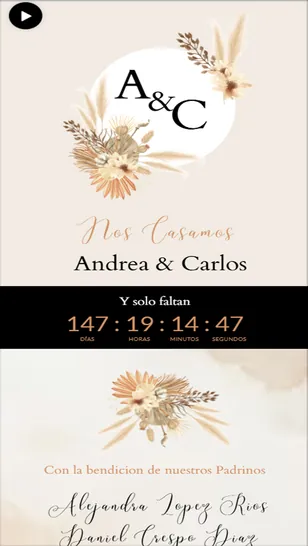 A&C
Nos Casamos
Andrea & Carlos
Y solo faltan
147 : 19 : 14 : 47
DÍAS HORAS MINUTOS SEGUNDOS
Con la bendicion de nuestros Padrinos
Alejandra Lopez Rios
Daniel Crespo Diaz